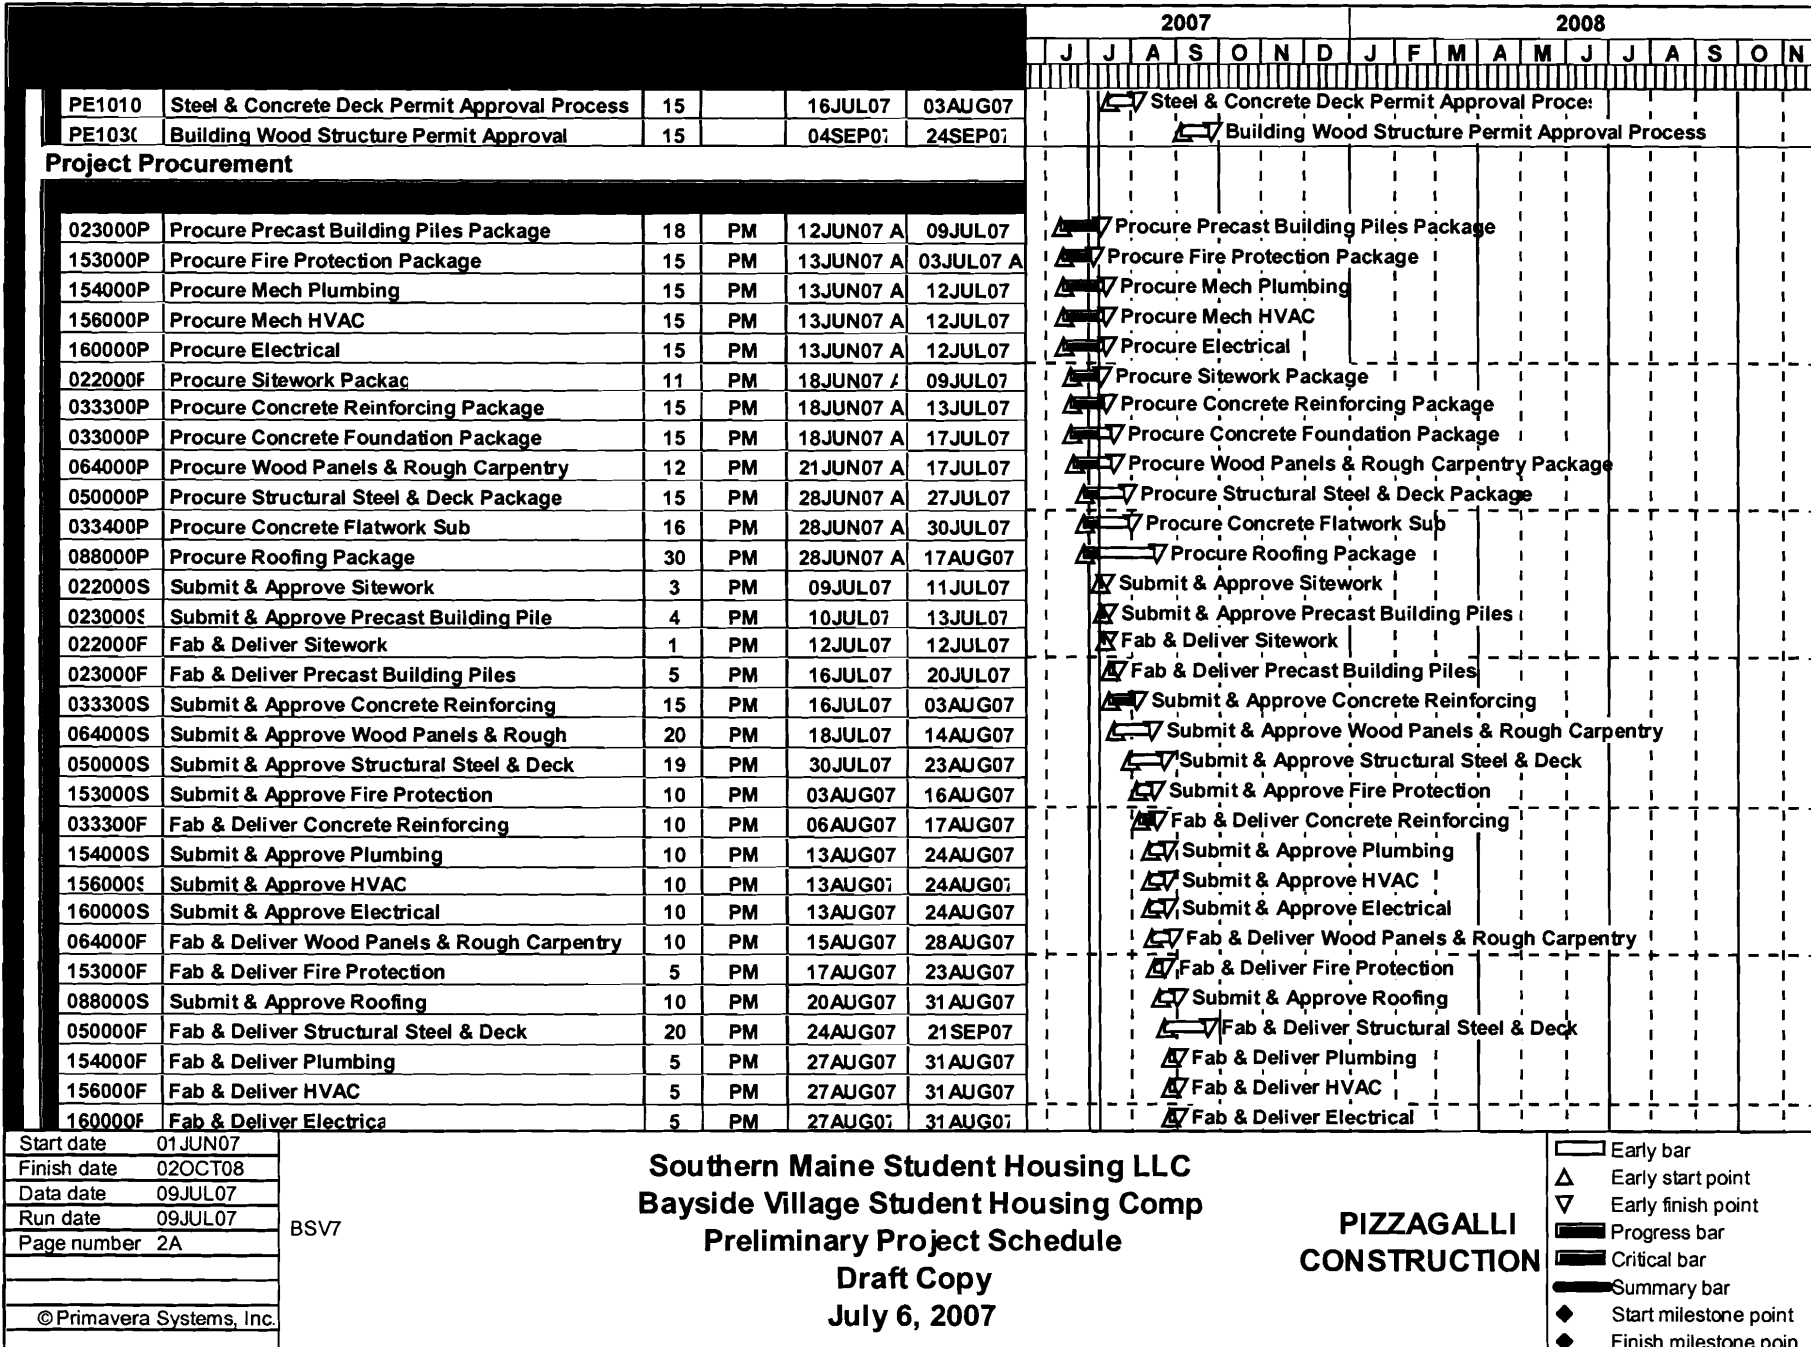 2007 2008
J J A S O N D J F M A M J J A S O N
PE1010 Steel & Concrete Deck Permit Approval Process 15 16JUL07 03AUG07 Steel & Concrete Deck Permit Approval Proces
PE103( Building Wood Structure Permit Approval 15 04SEP07 24SEP07 Building Wood Structure Permit Approval Process
Project Procurement
023000P Procure Precast Building Piles Package 18 PM 12JUN07 A 09JUL07 Procure Precast Building Piles Package
153000P Procure Fire Protection Package 15 PM 13JUN07 A 03JUL07 A Procure Fire Protection Package
154000P Procure Mech Plumbing 15 PM 13JUN07 A 12JUL07 Procure Mech Plumbing
156000P Procure Mech HVAC 15 PM 13JUN07 A 12JUL07 Procure Mech HVAC
160000P Procure Electrical 15 PM 13JUN07 A 12JUL07 Procure Electrical
022000F Procure Sitework Packag 11 PM 18JUN07 A 09JUL07 Procure Sitework Package
033300P Procure Concrete Reinforcing Package 15 PM 18JUN07 A 13JUL07 Procure Concrete Reinforcing Package
033000P Procure Concrete Foundation Package 15 PM 18JUN07 A 17JUL07 Procure Concrete Foundation Package
064000P Procure Wood Panels & Rough Carpentry 12 PM 21JUN07 A 17JUL07 Procure Wood Panels & Rough Carpentry Package
050000P Procure Structural Steel & Deck Package 15 PM 28JUN07 A 27JUL07 Procure Structural Steel & Deck Package
033400P Procure Concrete Flatwork Sub 16 PM 28JUN07 A 30JUL07 Procure Concrete Flatwork Sub
088000P Procure Roofing Package 30 PM 28JUN07 A 17AUG07 Procure Roofing Package
022000S Submit & Approve Sitework 3 PM 09JUL07 11JUL07 Submit & Approve Sitework
023000S Submit & Approve Precast Building Pile 4 PM 10JUL07 13JUL07 Submit & Approve Precast Building Piles
022000F Fab & Deliver Sitework 1 PM 12JUL07 12JUL07 Fab & Deliver Sitework
023000F Fab & Deliver Precast Building Piles 5 PM 16JUL07 20JUL07 Fab & Deliver Precast Building Piles
033300S Submit & Approve Concrete Reinforcing 15 PM 16JUL07 03AUG07 Submit & Approve Concrete Reinforcing
064000S Submit & Approve Wood Panels & Rough 20 PM 18JUL07 14AUG07 Submit & Approve Wood Panels & Rough Carpentry
050000S Submit & Approve Structural Steel & Deck 19 PM 30JUL07 23AUG07 Submit & Approve Structural Steel & Deck
153000S Submit & Approve Fire Protection 10 PM 03AUG07 16AUG07 Submit & Approve Fire Protection
033300F Fab & Deliver Concrete Reinforcing 10 PM 06AUG07 17AUG07 Fab & Deliver Concrete Reinforcing
154000S Submit & Approve Plumbing 10 PM 13AUG07 24AUG07 Submit & Approve Plumbing
156000S Submit & Approve HVAC 10 PM 13AUG07 24AUG07 Submit & Approve HVAC
160000S Submit & Approve Electrical 10 PM 13AUG07 24AUG07 Submit & Approve Electrical
064000F Fab & Deliver Wood Panels & Rough Carpentry 10 PM 15AUG07 28AUG07 Fab & Deliver Wood Panels & Rough Carpentry
153000F Fab & Deliver Fire Protection 5 PM 17AUG07 23AUG07 Fab & Deliver Fire Protection
088000S Submit & Approve Roofing 10 PM 20AUG07 31AUG07 Submit & Approve Roofing
050000F Fab & Deliver Structural Steel & Deck 20 PM 24AUG07 21SEP07 Fab & Deliver Structural Steel & Deck
154000F Fab & Deliver Plumbing 5 PM 27AUG07 31AUG07 Fab & Deliver Plumbing
156000F Fab & Deliver HVAC 5 PM 27AUG07 31AUG07 Fab & Deliver HVAC
160000F Fab & Deliver Electrica 5 PM 27AUG07 31AUG07 Fab & Deliver Electrical
Start date 01JUN07
Finish date 02OCT08
Data date 09JUL07
Run date 09JUL07
Page number 2A
© Primavera Systems, Inc.
BSV7
Southern Maine Student Housing LLC
Bayside Village Student Housing Comp
Preliminary Project Schedule
Draft Copy
July 6, 2007
PIZZAGALLI
CONSTRUCTION
Early bar
Early start point
Early finish point
Progress bar
Critical bar
Summary bar
Start milestone point
Finish milestone poin